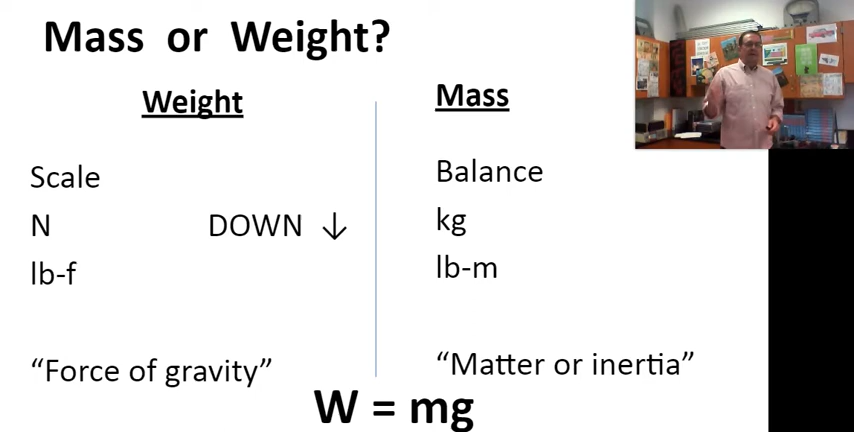 Mass or Weight?
Weight
Mass
Scale
N DOWN ↓
lb-f
"Force of gravity"
Balance
kg
lb-m
"Matter or inertia"
W = mg